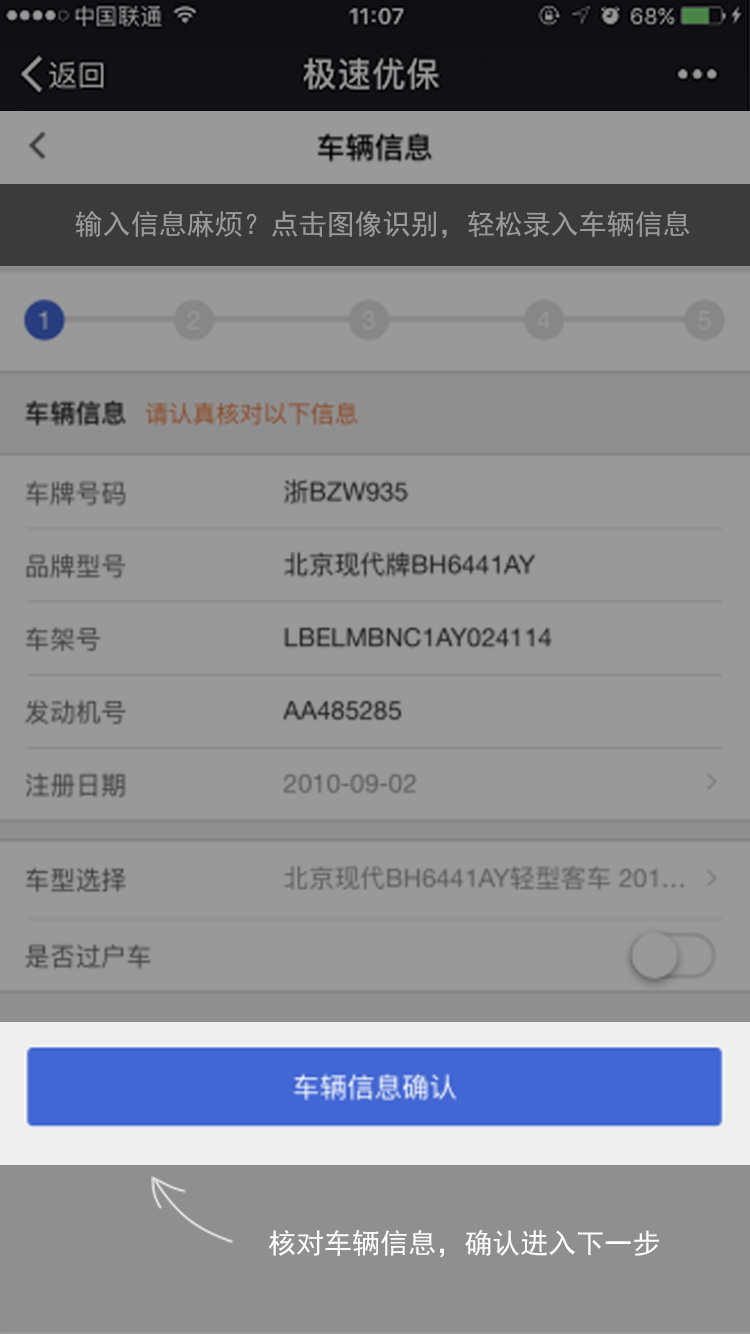 中国联通 11:07 68%
返回 极速优保
车辆信息
输入信息麻烦？点击图像识别，轻松录入车辆信息
1 2 3 4 5
车辆信息 请认真核对以下信息
车牌号码 浙BZW935
品牌型号 北京现代牌BH6441AY
车架号 LBELMBNC1AY024114
发动机号 AA485285
注册日期 2010-09-02
车型选择 北京现代BH6441AY轻型客车 201...
是否过户车
车辆信息确认
核对车辆信息，确认进入下一步